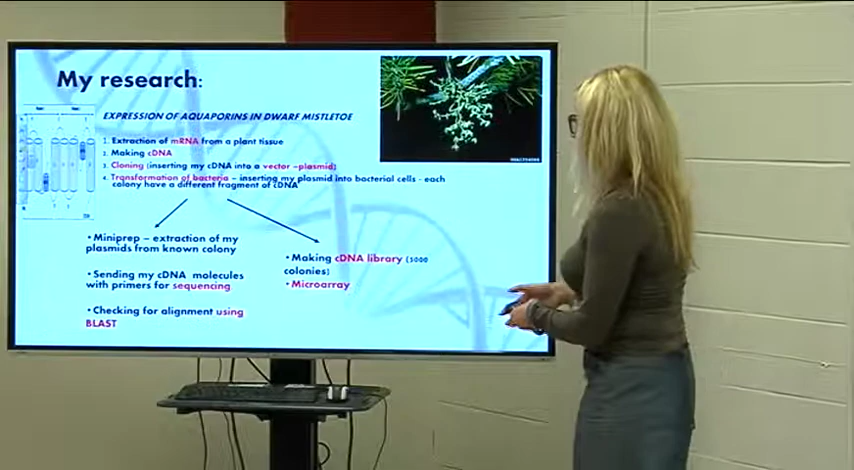 My research:
EXPRESSION OF AQUAPORINS IN DWARF MISTLETOE
1. Extraction of mRNA from a plant tissue
2. Making cDNA
3. Cloning (inserting my cDNA into a vector –plasmid)
4. Transformation of bacteria – inserting my plasmid into bacterial cells - each
colony have a different fragment of cDNA
•Miniprep – extraction of my
plasmids from known colony
•Sending my cDNA molecules
with primers for sequencing
•Checking for alignment using
BLAST
•Making cDNA library (5000
colonies)
•Microarray